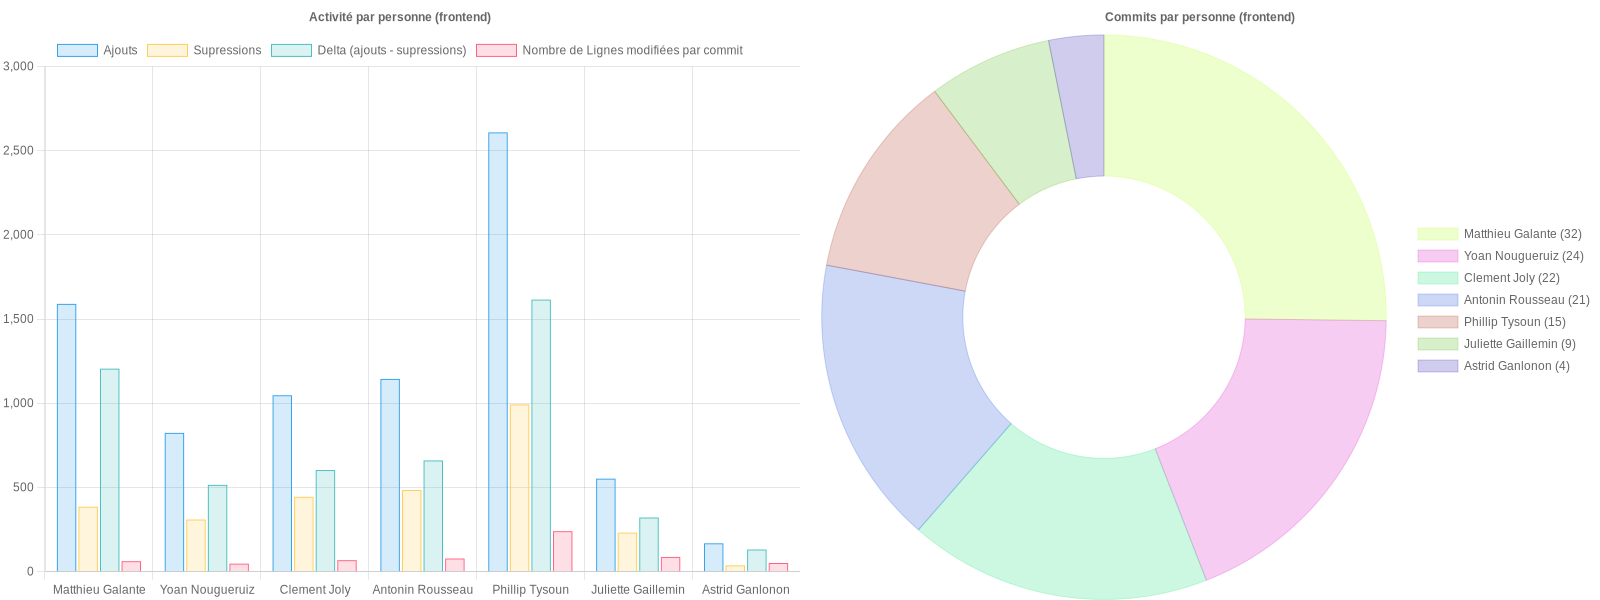 Activité par personne (frontend)
Ajouts Supressions Delta (ajouts - supressions) Nombre de Lignes modifiées par commit
3,000
2,500
2,000
1,500
1,000
500
0
Matthieu Galante Yoan Nougueruiz Clement Joly Antonin Rousseau Phillip Tysoun Juliette Gaillemin Astrid Ganlonon
Commits par personne (frontend)
Matthieu Galante (32)
Yoan Nougueruiz (24)
Clement Joly (22)
Antonin Rousseau (21)
Phillip Tysoun (15)
Juliette Gaillemin (9)
Astrid Ganlonon (4)